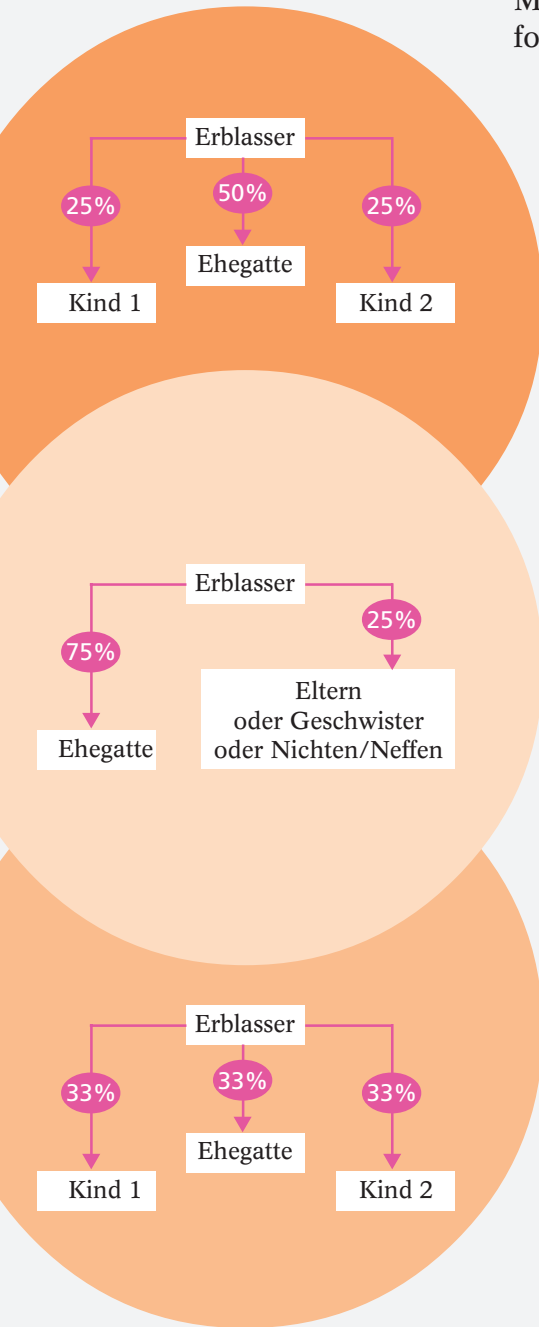 Erblasser
25%
50%
25%
Ehegatte
Kind 1
Kind 2
Erblasser
75%
25%
Ehegatte
Eltern
oder Geschwister
oder Nichten/Neffen
Erblasser
33%
33%
33%
Ehegatte
Kind 1
Kind 2